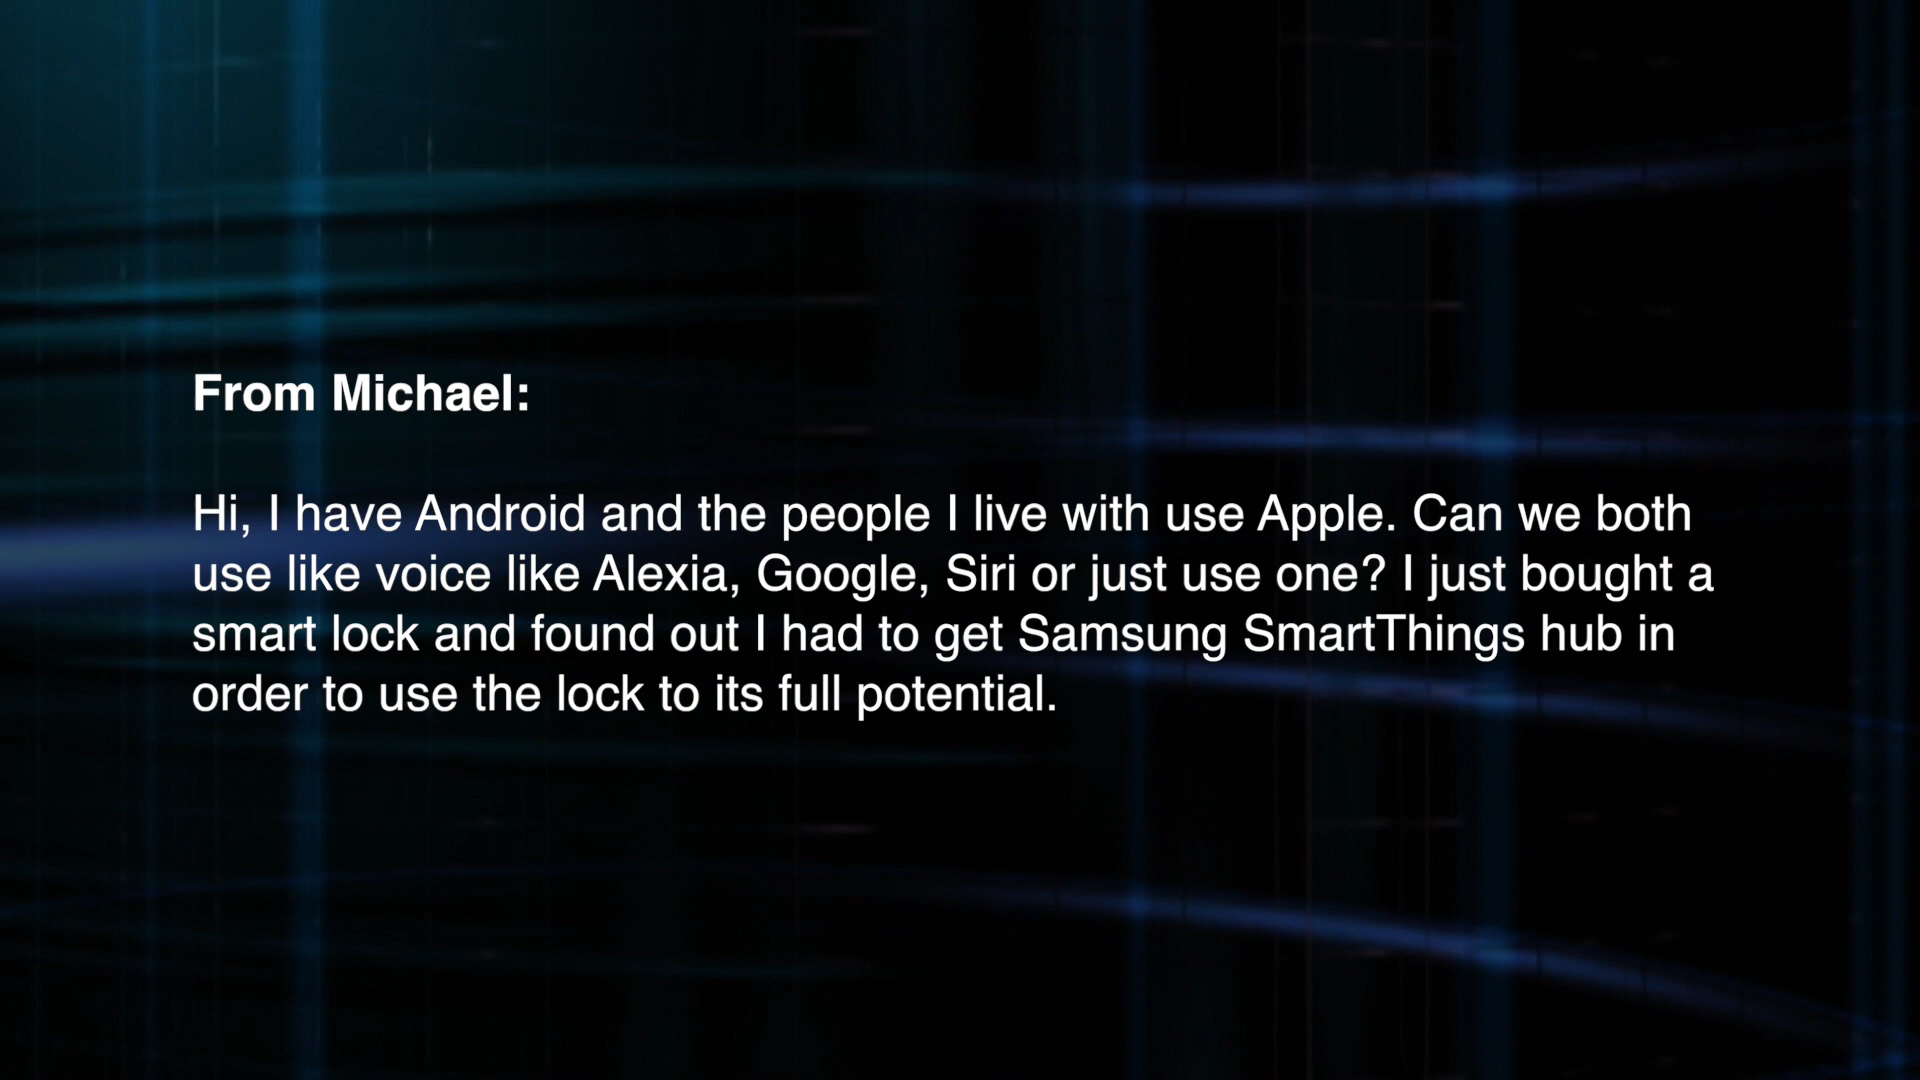 From Michael:
Hi, I have Android and the people I live with use Apple. Can we both
use like voice like Alexia, Google, Siri or just use one? I just bought a
smart lock and found out I had to get Samsung SmartThings hub in
order to use the lock to its full potential.